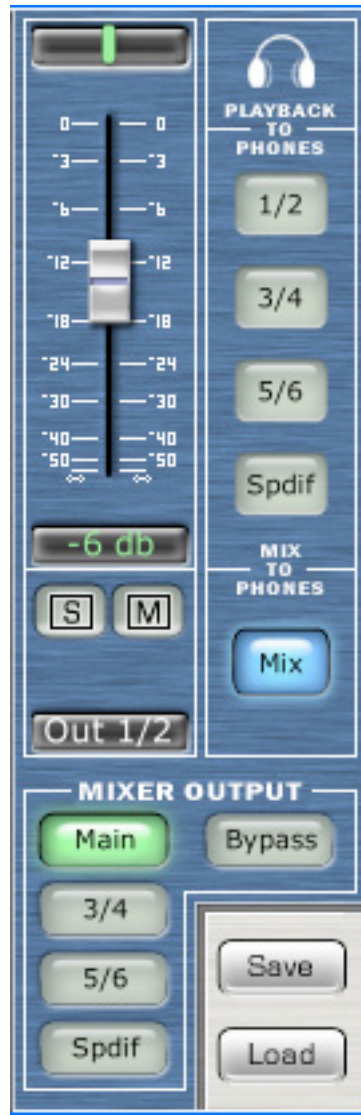 PLAYBACK
TO
PHONES
0 0
-3 -3
-6 -6
-12 -12
-18 -18
-24 -24
-30 -30
-40 -40
-50 -50
∞ ∞
1/2
3/4
5/6
Spdif
-6 db
MIX
TO
PHONES
S M
Mix
Out 1/2
MIXER OUTPUT
Main Bypass
3/4
5/6
Spdif
Save
Load